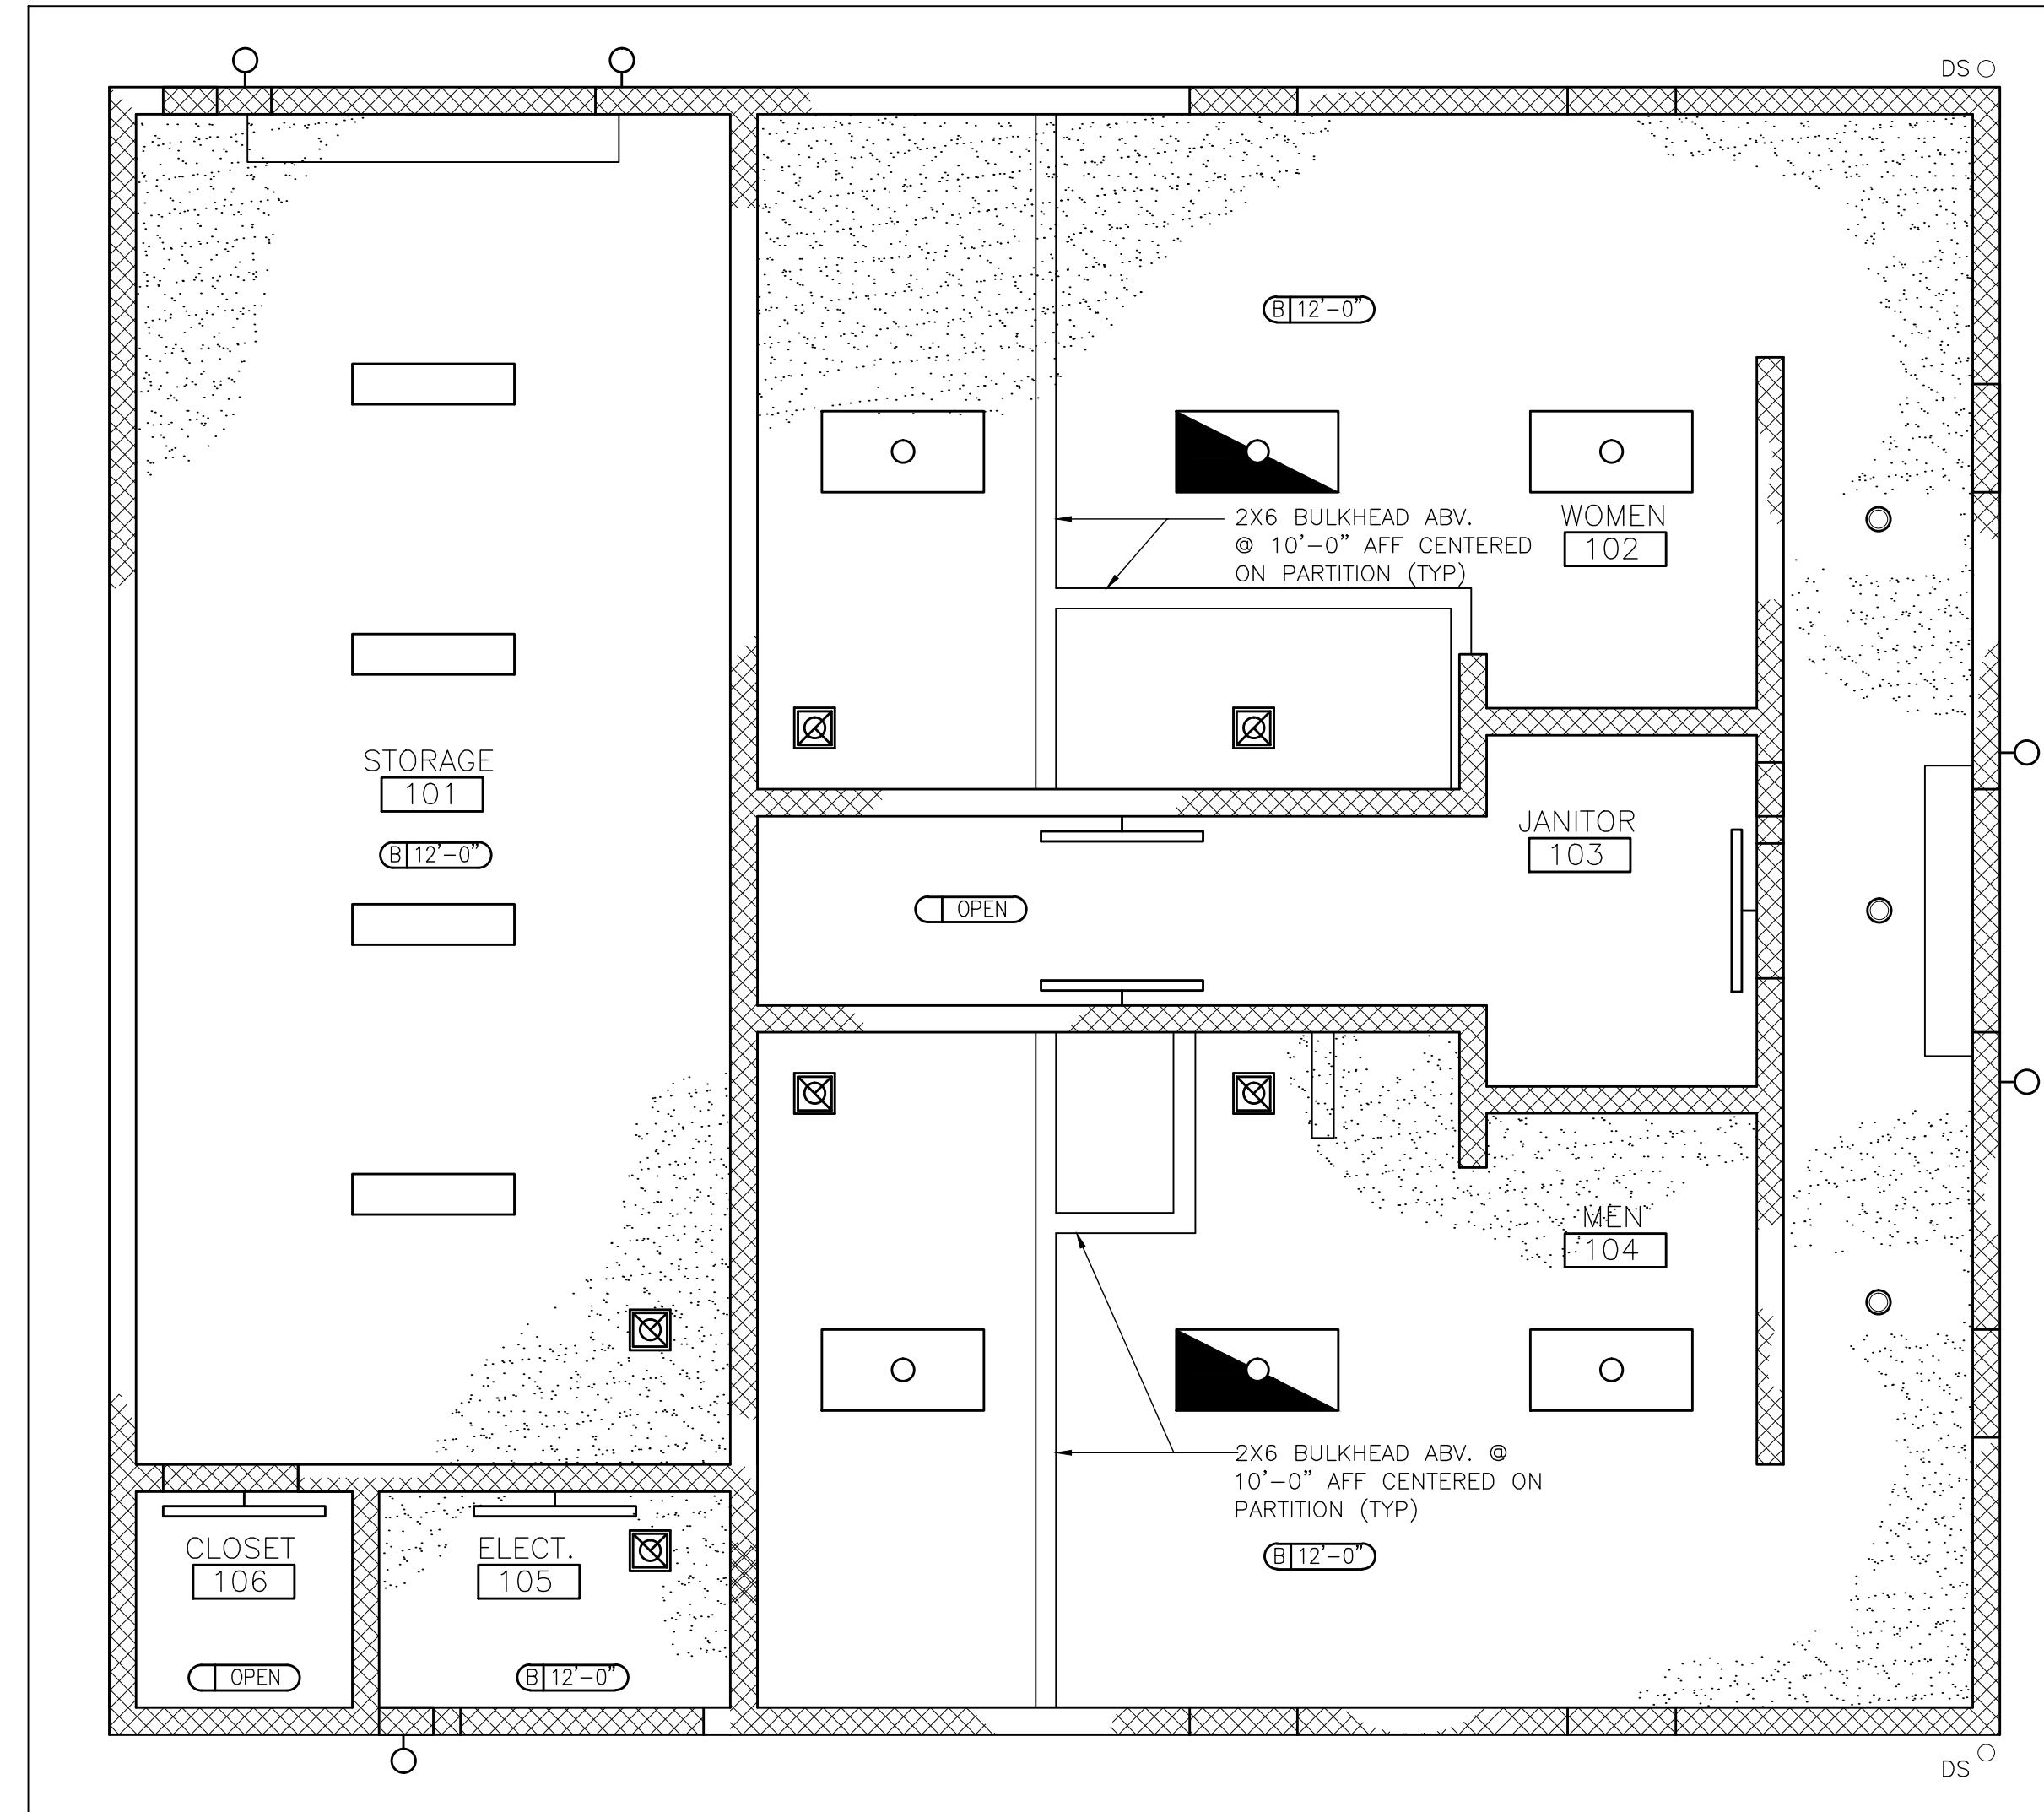 DS
B 12'-0"
2X6 BULKHEAD ABV.
@ 10'-0" AFF CENTERED
ON PARTITION (TYP)
WOMEN
102
STORAGE
101
B 12'-0"
JANITOR
103
OPEN
MEN
104
2X6 BULKHEAD ABV. @
10'-0" AFF CENTERED ON
PARTITION (TYP)
B 12'-0"
CLOSET
106
OPEN
ELECT.
105
B 12'-0"
DS